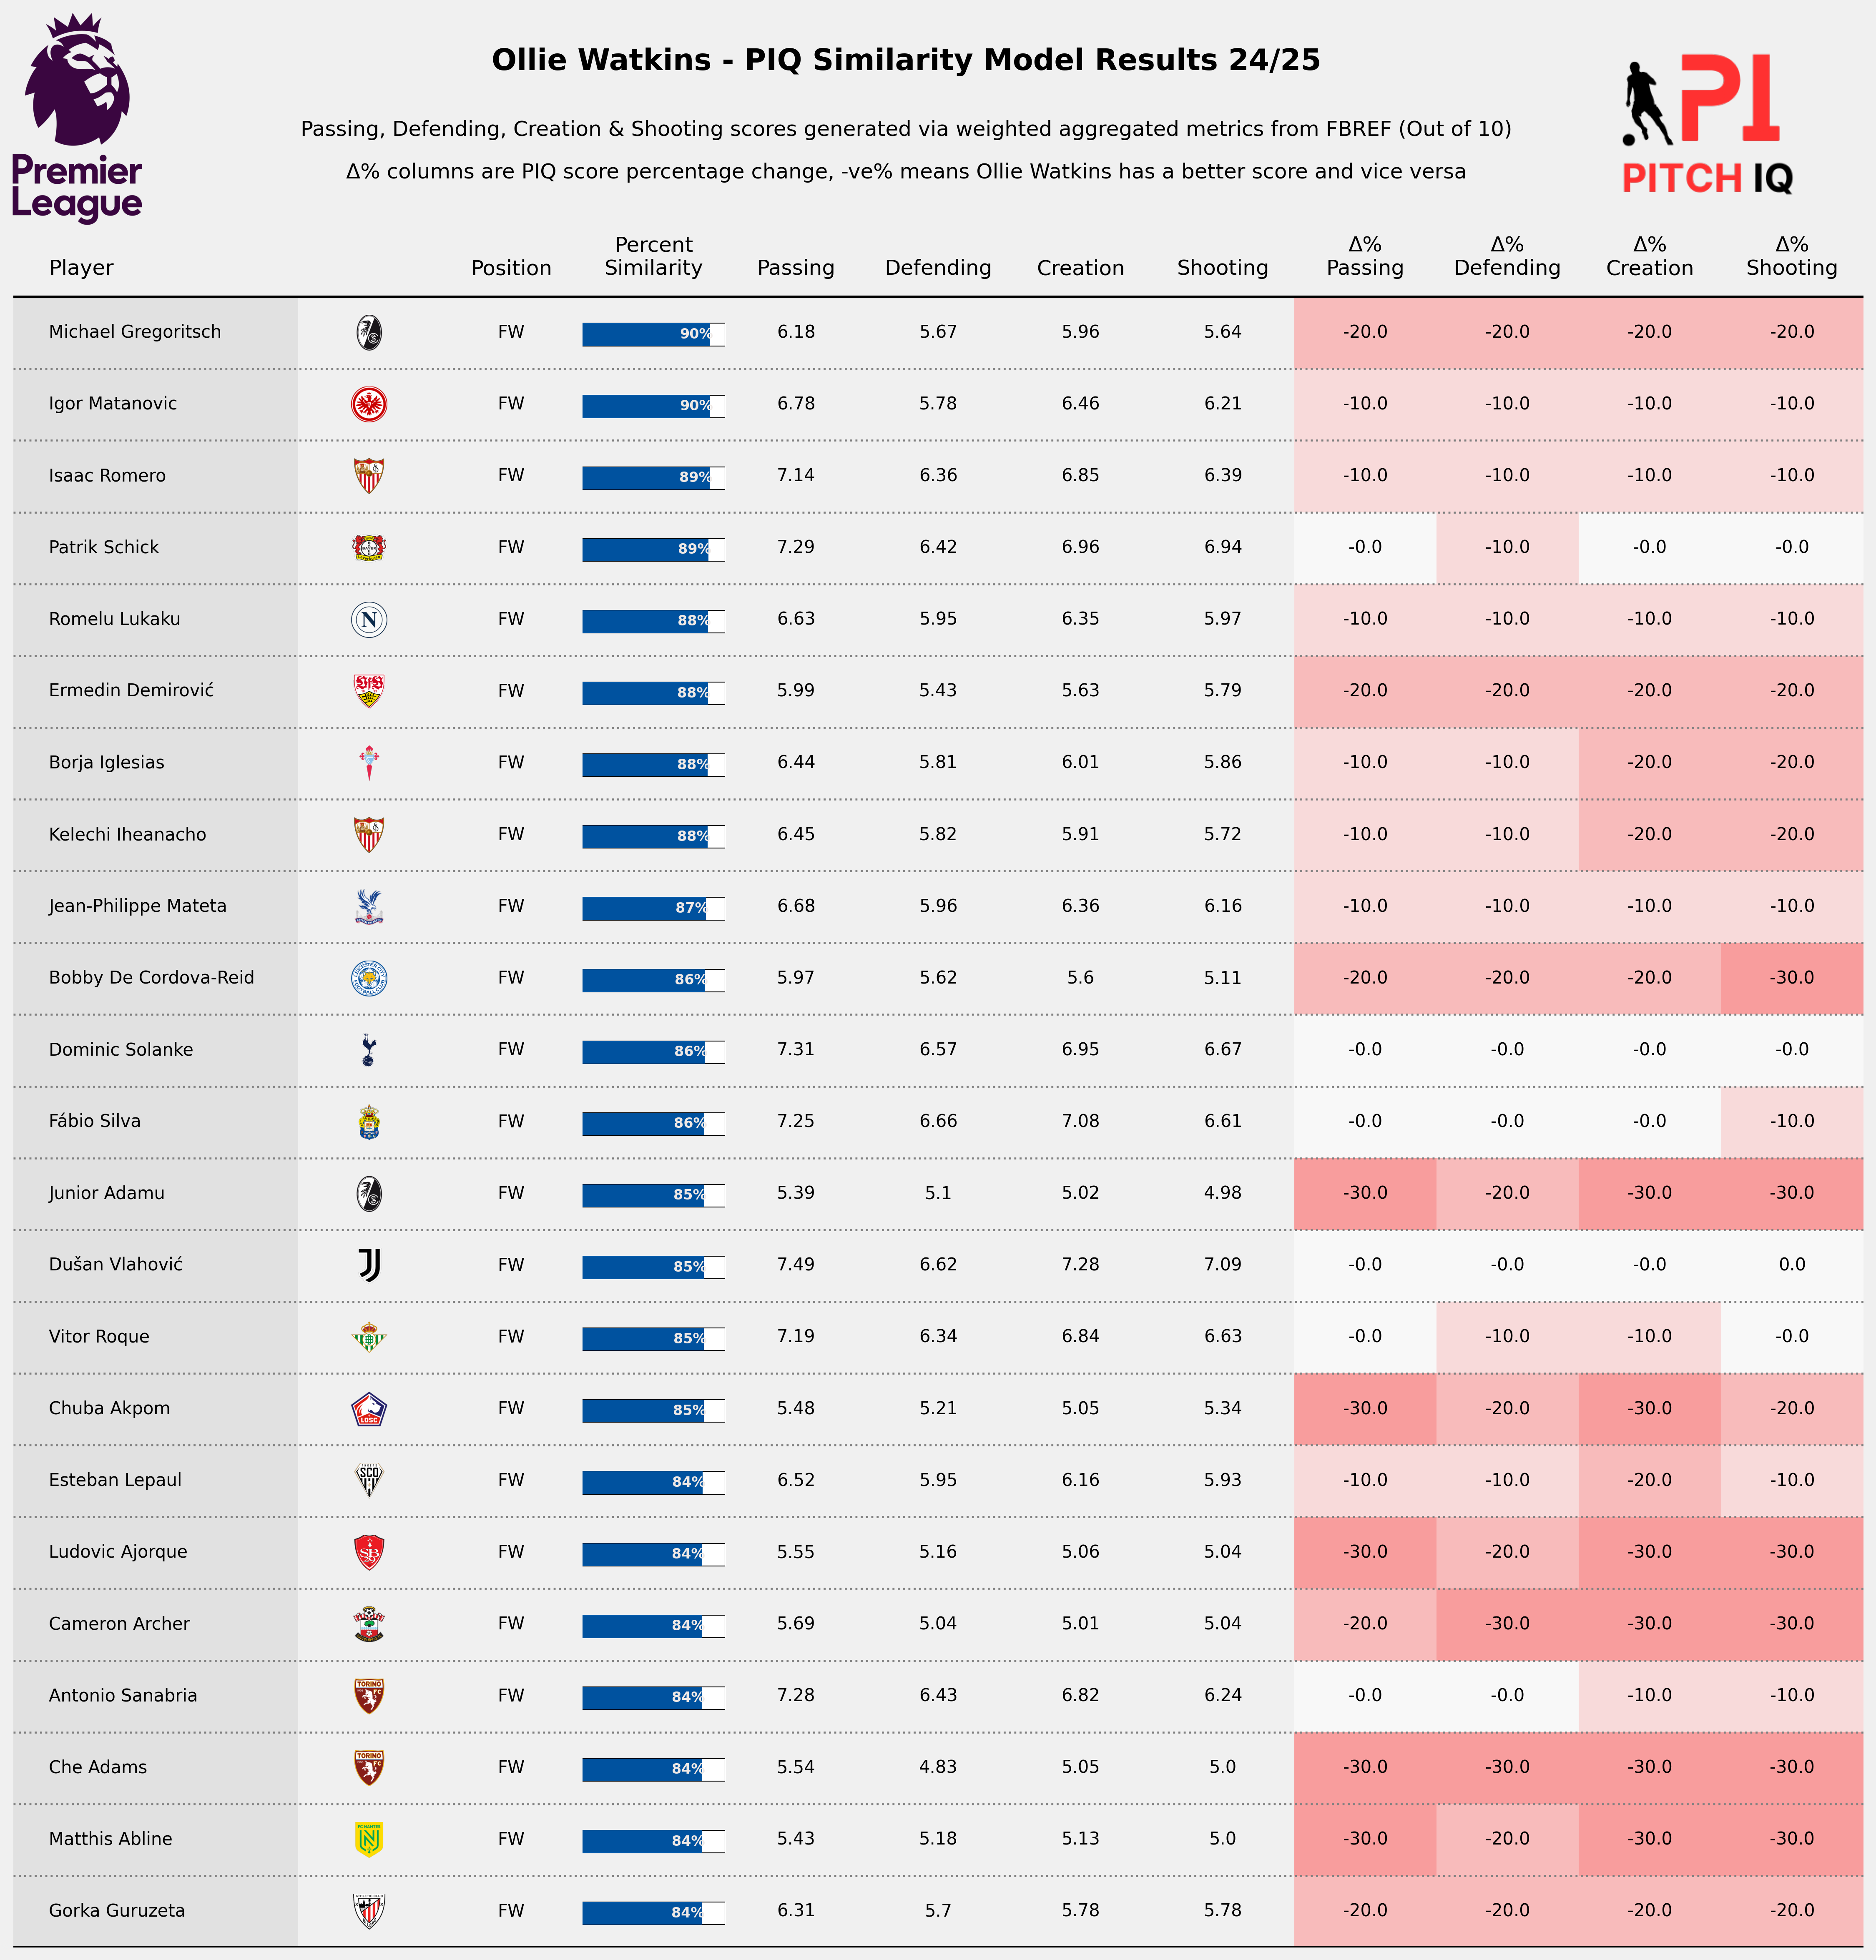 Premier
League
Ollie Watkins - PIQ Similarity Model Results 24/25
Passing, Defending, Creation & Shooting scores generated via weighted aggregated metrics from FBREF (Out of 10)
Δ% columns are PIQ score percentage change, -ve% means Ollie Watkins has a better score and vice versa
PI
PITCH IQ
Player Position Percent Similarity Passing Defending Creation Shooting Δ% Passing Δ% Defending Δ% Creation Δ% Shooting
Michael Gregoritsch FW 90% 6.18 5.67 5.96 5.64 -20.0 -20.0 -20.0 -20.0
Igor Matanovic FW 90% 6.78 5.78 6.46 6.21 -10.0 -10.0 -10.0 -10.0
Isaac Romero FW 89% 7.14 6.36 6.85 6.39 -10.0 -10.0 -10.0 -10.0
Patrik Schick FW 89% 7.29 6.42 6.96 6.94 -0.0 -10.0 -0.0 -0.0
Romelu Lukaku N FW 88% 6.63 5.95 6.35 5.97 -10.0 -10.0 -10.0 -10.0
Ermedin Demirović FW 88% 5.99 5.43 5.63 5.79 -20.0 -20.0 -20.0 -20.0
Borja Iglesias FW 88% 6.44 5.81 6.01 5.86 -10.0 -10.0 -20.0 -20.0
Kelechi Iheanacho FW 88% 6.45 5.82 5.91 5.72 -10.0 -10.0 -20.0 -20.0
Jean-Philippe Mateta FW 87% 6.68 5.96 6.36 6.16 -10.0 -10.0 -10.0 -10.0
Bobby De Cordova-Reid FW 86% 5.97 5.62 5.6 5.11 -20.0 -20.0 -20.0 -30.0
Dominic Solanke FW 86% 7.31 6.57 6.95 6.67 -0.0 -0.0 -0.0 -0.0
Fábio Silva FW 86% 7.25 6.66 7.08 6.61 -0.0 -0.0 -0.0 -10.0
Junior Adamu FW 85% 5.39 5.1 5.02 4.98 -30.0 -20.0 -30.0 -30.0
Dušan Vlahović FW 85% 7.49 6.62 7.28 7.09 -0.0 -0.0 -0.0 0.0
Vitor Roque FW 85% 7.19 6.34 6.84 6.63 -0.0 -10.0 -10.0 -0.0
Chuba Akpom LOSC FW 85% 5.48 5.21 5.05 5.34 -30.0 -20.0 -30.0 -20.0
Esteban Lepaul SCO FW 84% 6.52 5.95 6.16 5.93 -10.0 -10.0 -20.0 -10.0
Ludovic Ajorque SB FW 84% 5.55 5.16 5.06 5.04 -30.0 -20.0 -30.0 -30.0
Cameron Archer FW 84% 5.69 5.04 5.01 5.04 -20.0 -30.0 -30.0 -30.0
Antonio Sanabria TORINO FC FW 84% 7.28 6.43 6.82 6.24 -0.0 -0.0 -10.0 -10.0
Che Adams TORINO FC FW 84% 5.54 4.83 5.05 5.0 -30.0 -30.0 -30.0 -30.0
Matthis Abline FC NANTES FW 84% 5.43 5.18 5.13 5.0 -30.0 -20.0 -30.0 -30.0
Gorka Guruzeta FW 84% 6.31 5.7 5.78 5.78 -20.0 -20.0 -20.0 -20.0